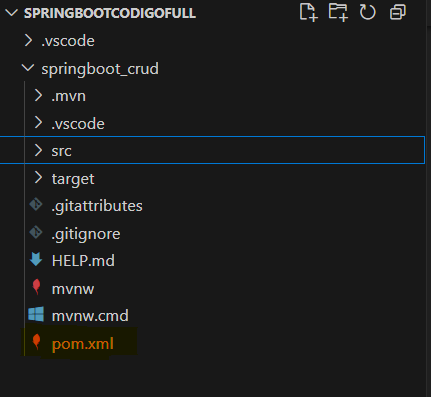 SPRINGBOOTCODIGOFULL
.vscode
springboot_crud
.mvn
.vscode
src
target
.gitattributes
.gitignore
HELP.md
mvnw
mvnw.cmd
pom.xml